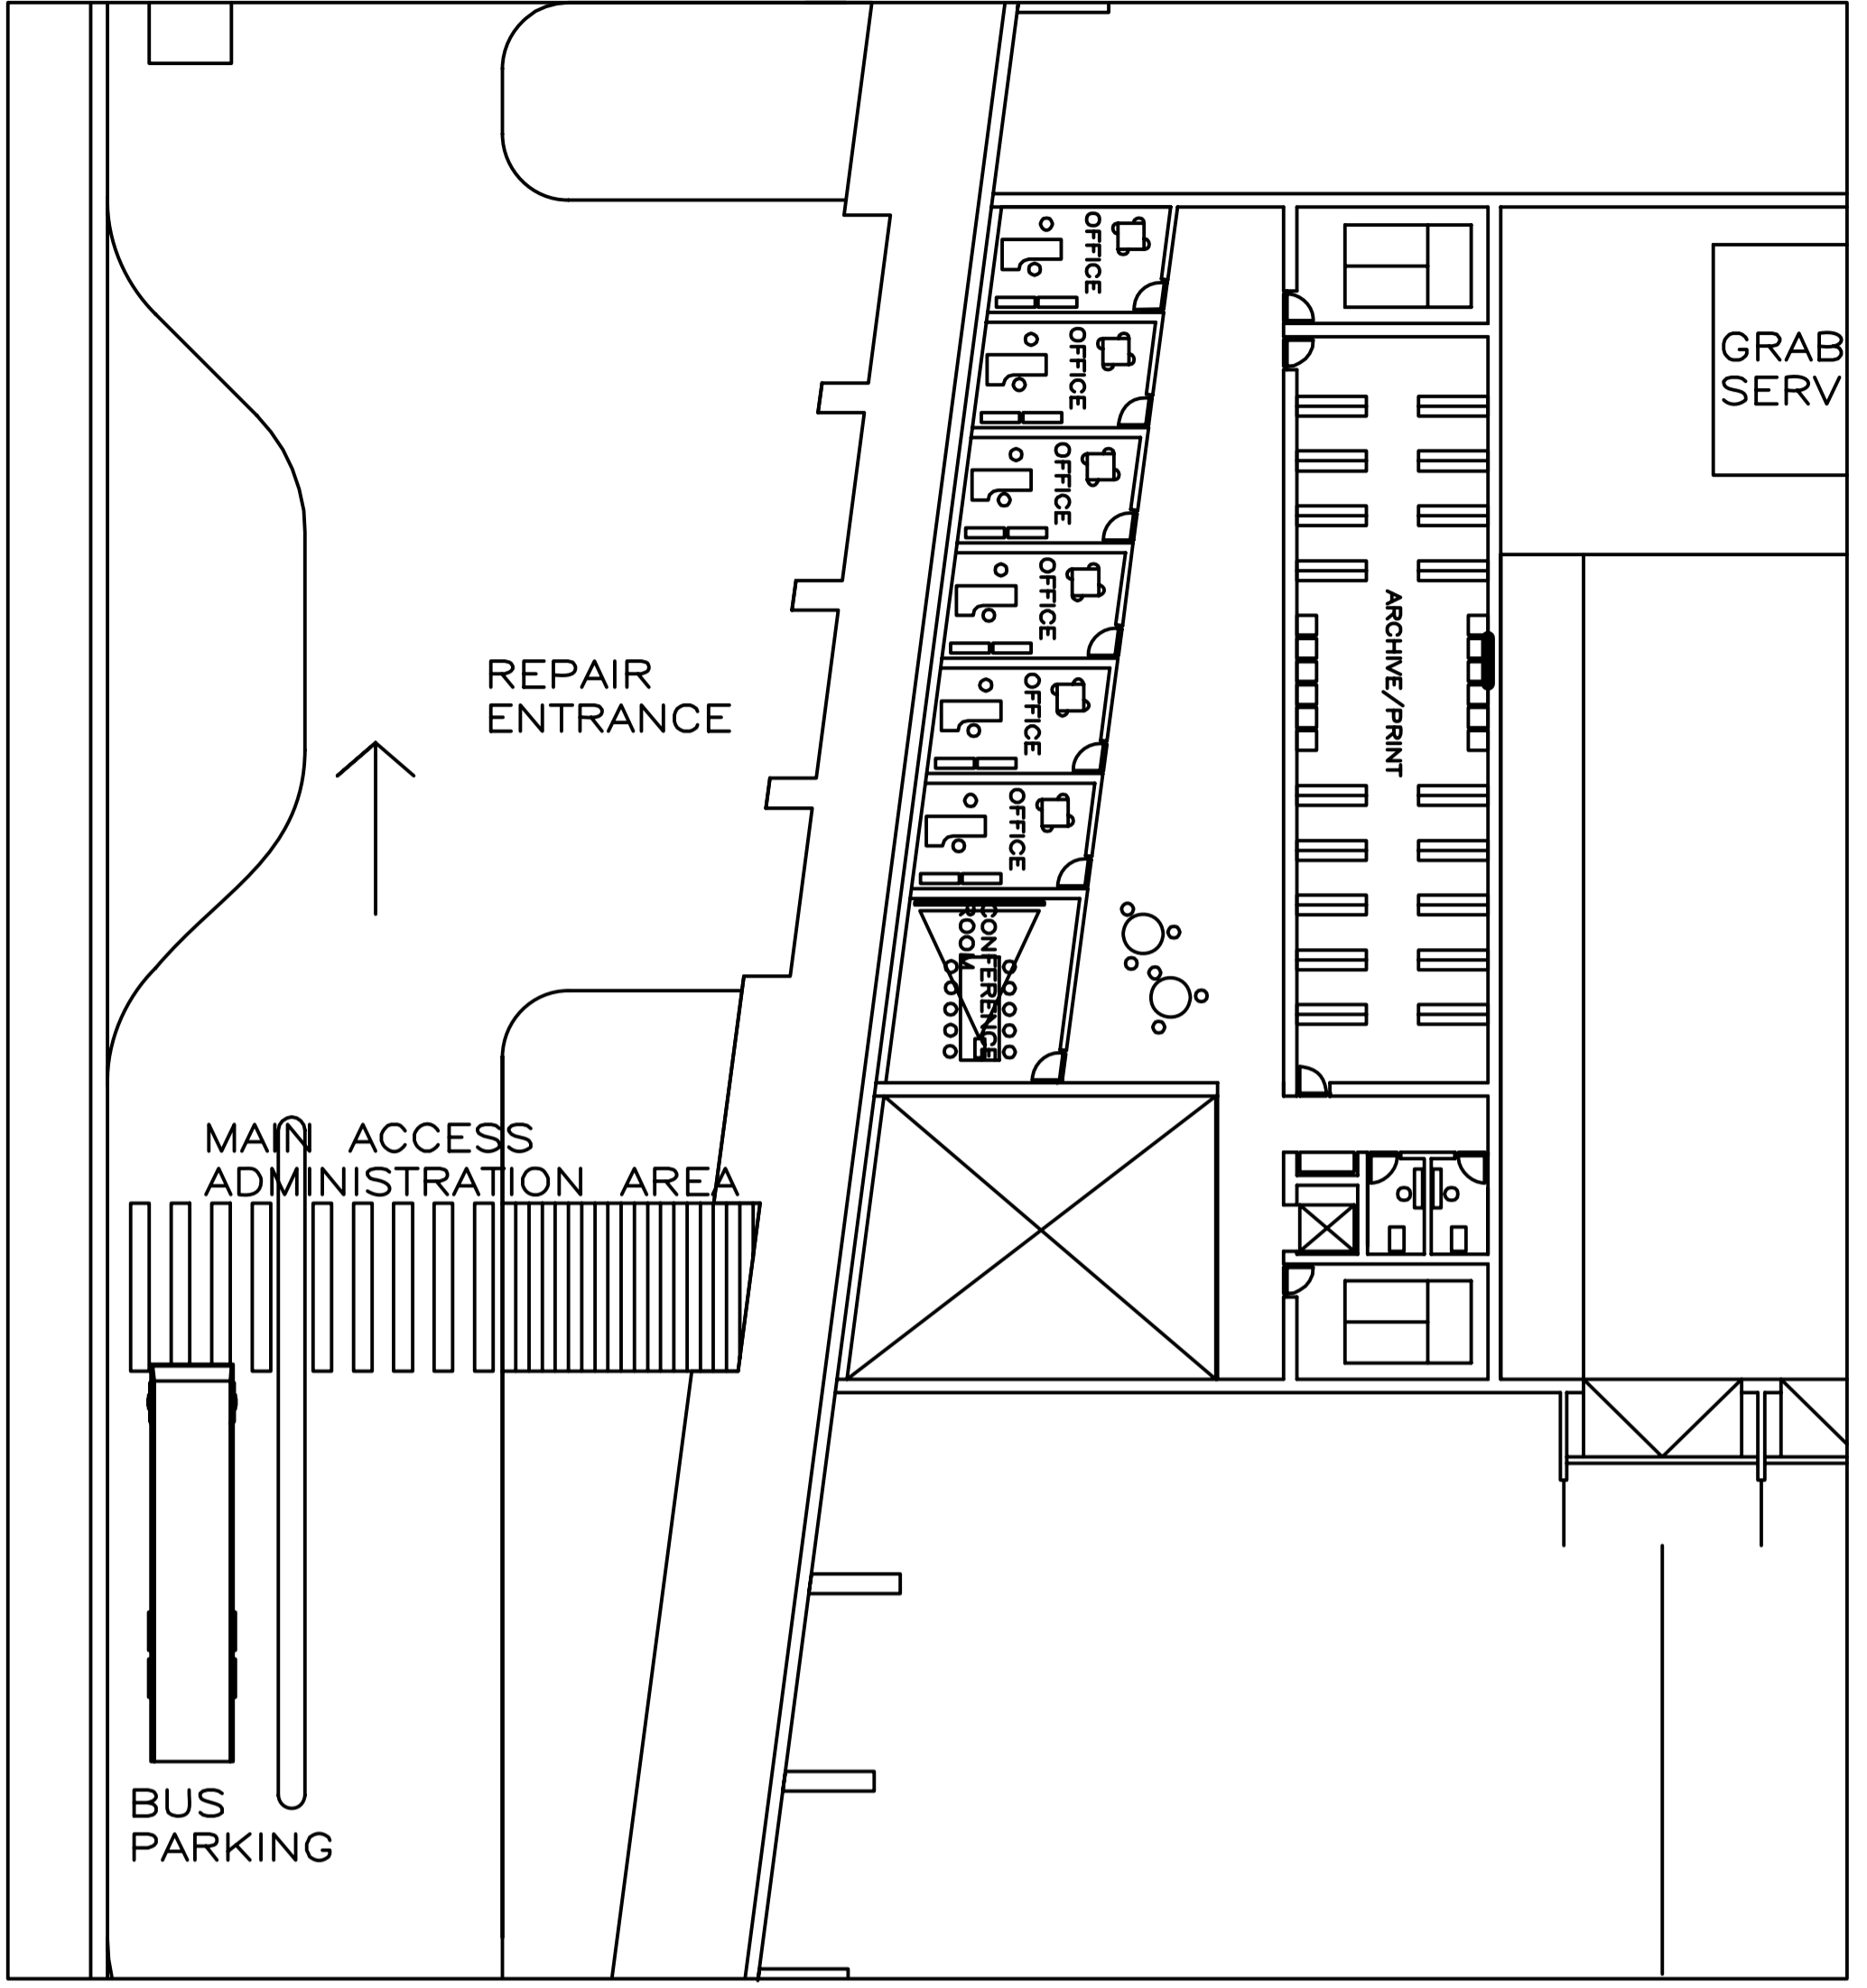 OFFICE
GRAB
SERV
OFFICE
OFFICE
OFFICE
ARCHIVE/PRINT
REPAIR
ENTRANCE
OFFICE
OFFICE
CONFERENCE
ROOM
MAIN ACCESS
ADMINISTRATION AREA
BUS
PARKING